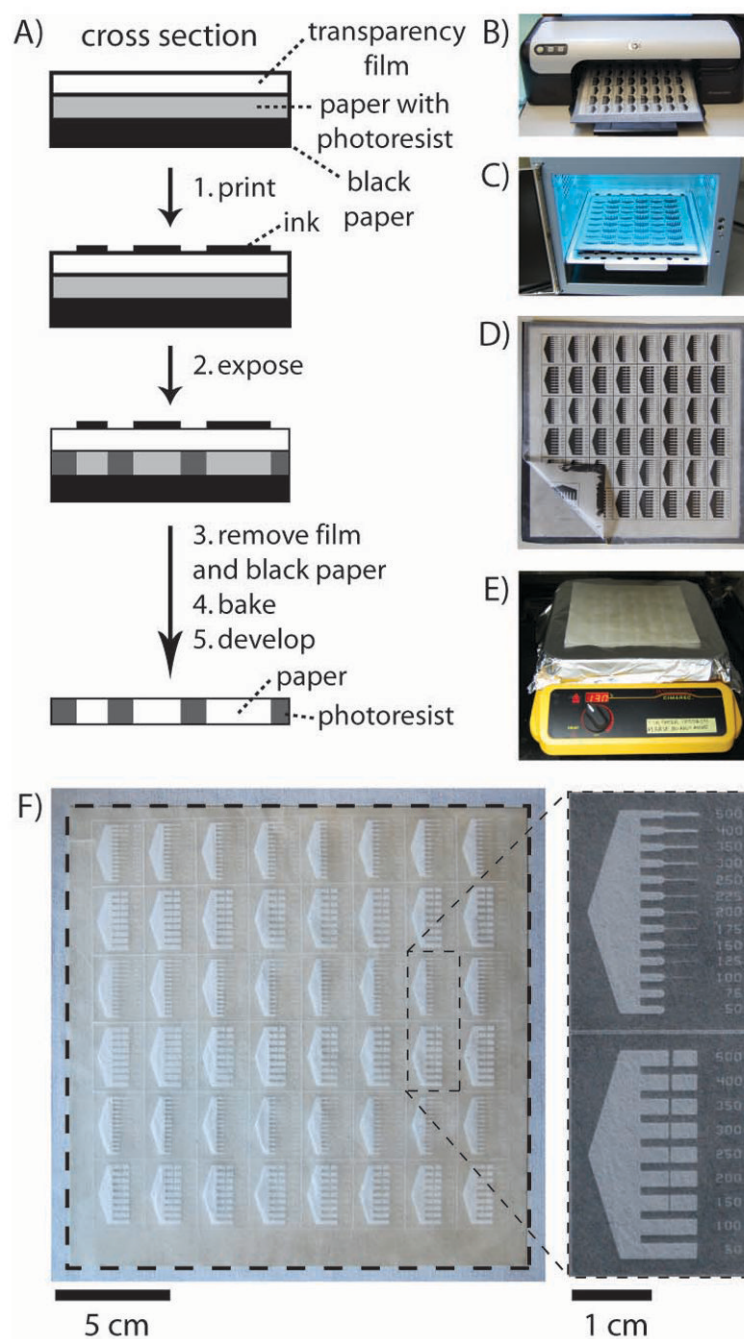 A)
cross section
transparency
film
paper with
photoresist
black
paper
1. print
ink
2. expose
3. remove film
and black paper
4. bake
5. develop
paper
photoresist
B)
C)
D)
E)
130
CIMAREC
F)
500
400
350
300
250
225
200
175
150
125
100
75
50
500
400
350
300
250
200
150
100
50
5 cm
1 cm